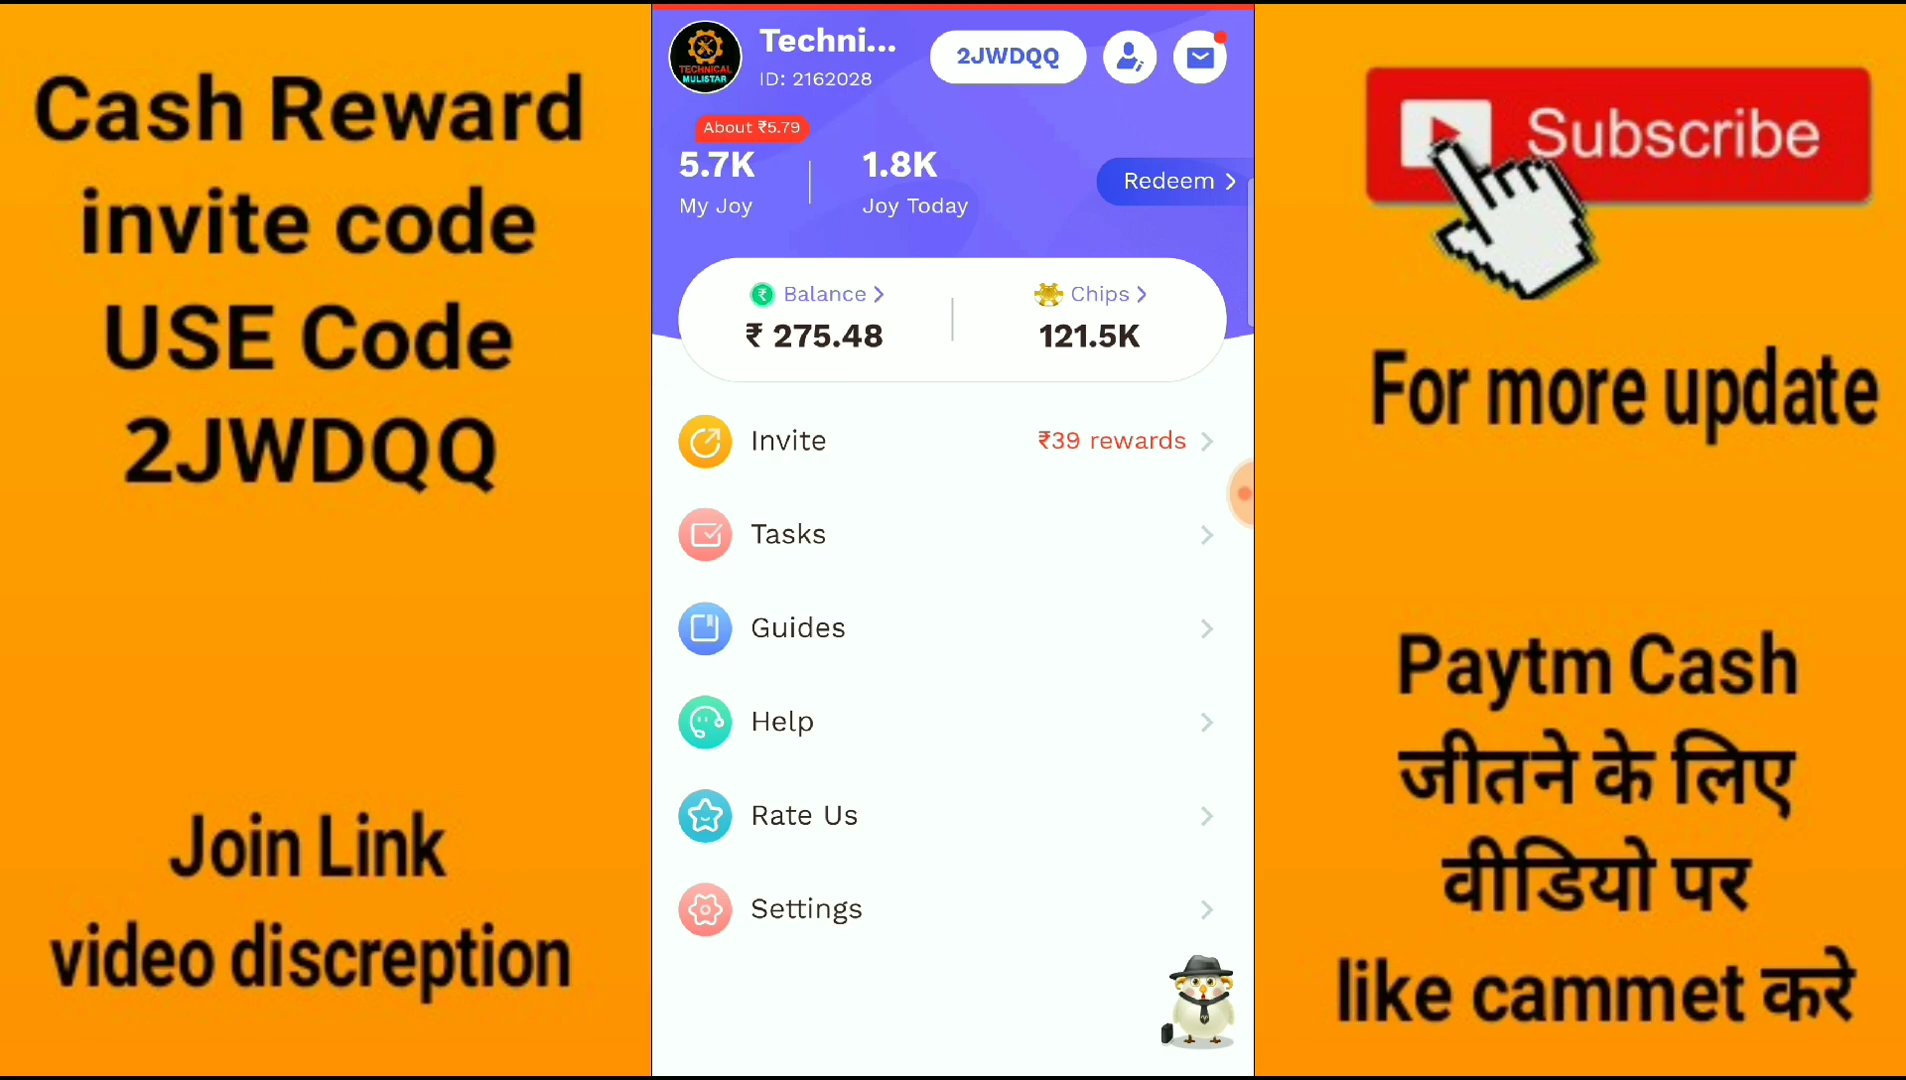 Cash Reward
invite code
USE Code
2JWDQQ
Join Link
video discreption
TECHNICAL
MULISTAR
Techni...
ID: 2162028
2JWDQQ
About ₹5.79
5.7K
My Joy
1.8K
Joy Today
Redeem
Balance
₹ 275.48
Chips
121.5K
Invite
₹39 rewards
Tasks
Guides
Help
Rate Us
Settings
Subscribe
For more update
Paytm Cash
जीतने के लिए
वीडियो पर
like cammet करे